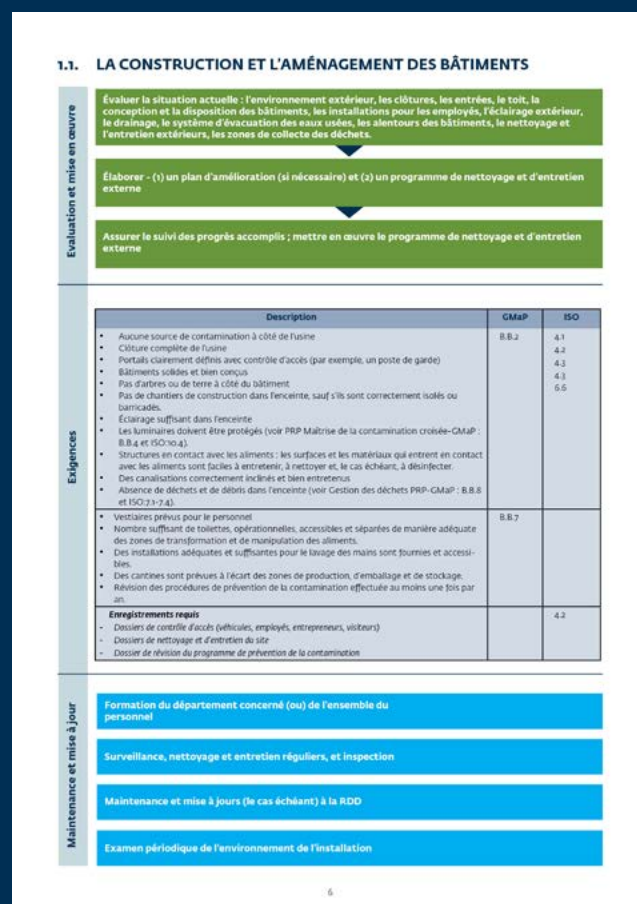 1.1. LA CONSTRUCTION ET L'AMÉNAGEMENT DES BÂTIMENTS
Evaluation et mise en œuvre
Évaluer la situation actuelle : l'environnement extérieur, les clôtures, les entrées, le toit, la
conception et la disposition des bâtiments, les installations pour les employés, l'éclairage extérieur,
le drainage, le système d'évacuation des eaux usées, les alentours des bâtiments, le nettoyage et
l'entretien extérieurs, les zones de collecte des déchets.
Élaborer - (1) un plan d'amélioration (si nécessaire) et (2) un programme de nettoyage et d'entretien
externe
Assurer le suivi des progrès accomplis ; mettre en œuvre le programme de nettoyage et d'entretien
externe
Exigences
Description GMaP ISO
• Aucune source de contamination à côté de l'usine B.B.2 4.1
• Clôture complète de l'usine 4.2
• Portails clairement définis avec contrôle d'accès (par exemple, un poste de garde) 4.3
• Bâtiments solides et bien conçus 4.3
• Pas d'arbres ou de terre à côté du bâtiment 6.6
• Pas de chantiers de construction dans l'enceinte, sauf s'ils sont correctement isolés ou
barricadés.
• Éclairage suffisant dans l'enceinte
• Les luminaires doivent être protégés (voir PRP Maîtrise de la contamination croisée-GMaP :
B.B.4 et ISO:10.4).
• Structures en contact avec les aliments : les surfaces et les matériaux qui entrent en contact
avec les aliments sont faciles à entretenir, à nettoyer et, le cas échéant, à désinfecter.
• Des canalisations correctement inclinés et bien entretenus
• Absence de déchets et de débris dans l'enceinte (voir Gestion des déchets PRP-GMaP : B.B.8
et ISO:7.1-7.4).
• Vestiaires prévus pour le personnel B.B.7
• Nombre suffisant de toilettes, opérationnelles, accessibles et séparées de manière adéquate
des zones de transformation et de manipulation des aliments.
• Des installations adéquates et suffisantes pour le lavage des mains sont fournies et accessi-
bles.
• Des cantines sont prévues à l'écart des zones de production, d'emballage et de stockage.
• Révision des procédures de prévention de la contamination effectuée au moins une fois par
an.
Enregistrements requis 4.2
- Dossiers de contrôle d'accès (véhicules, employés, entrepreneurs, visiteurs)
- Dossiers de nettoyage et d'entretien du site
- Dossier de révision du programme de prévention de la contamination
Maintenance et mise à jour
Formation du département concerné (ou) de l'ensemble du
personnel
Surveillance, nettoyage et entretien réguliers, et inspection
Maintenance et mise à jours (le cas échéant) à la RDD
Examen périodique de l'environnement de l'installation
6